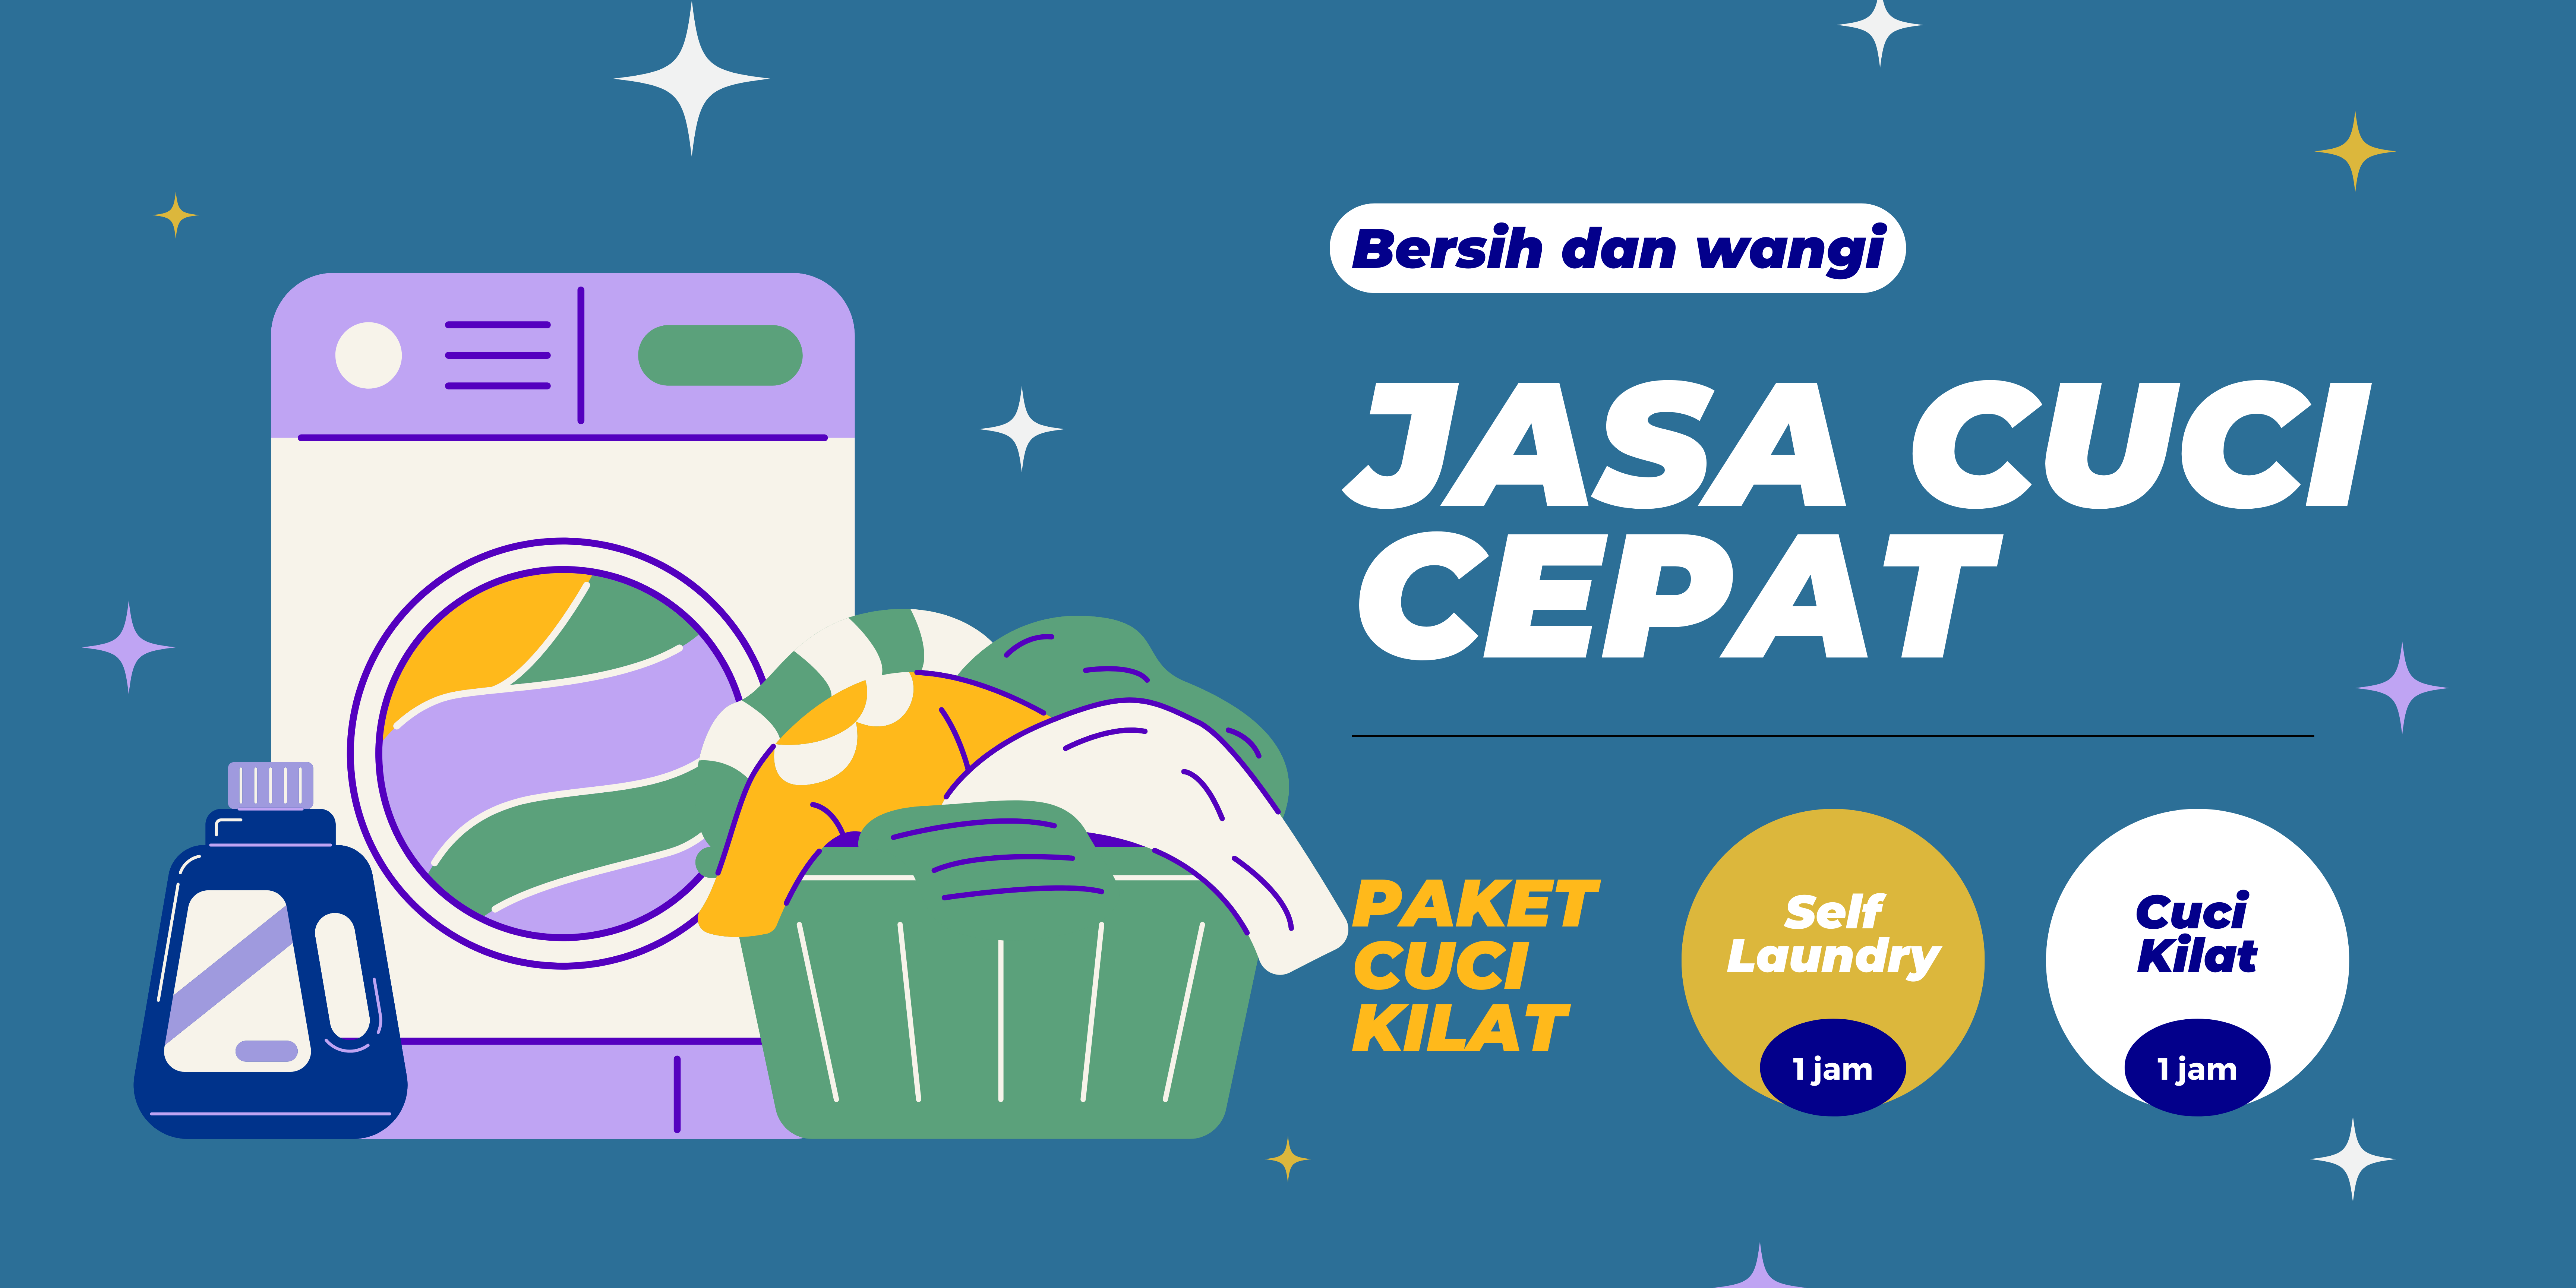 Bersih dan wangi
JASA CUCI
CEPAT
PAKET
CUCI
KILAT
Self
Laundry
1 jam
Cuci
Kilat
1 jam